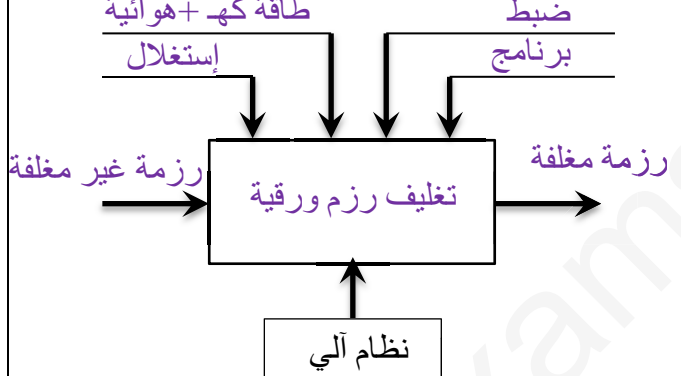 ضبط
طاقة كهـ +هوائية
برنامج
إستغلال
رزمة مغلفة
رزمة غير مغلفة
تغليف رزم ورقية
نظام آلي